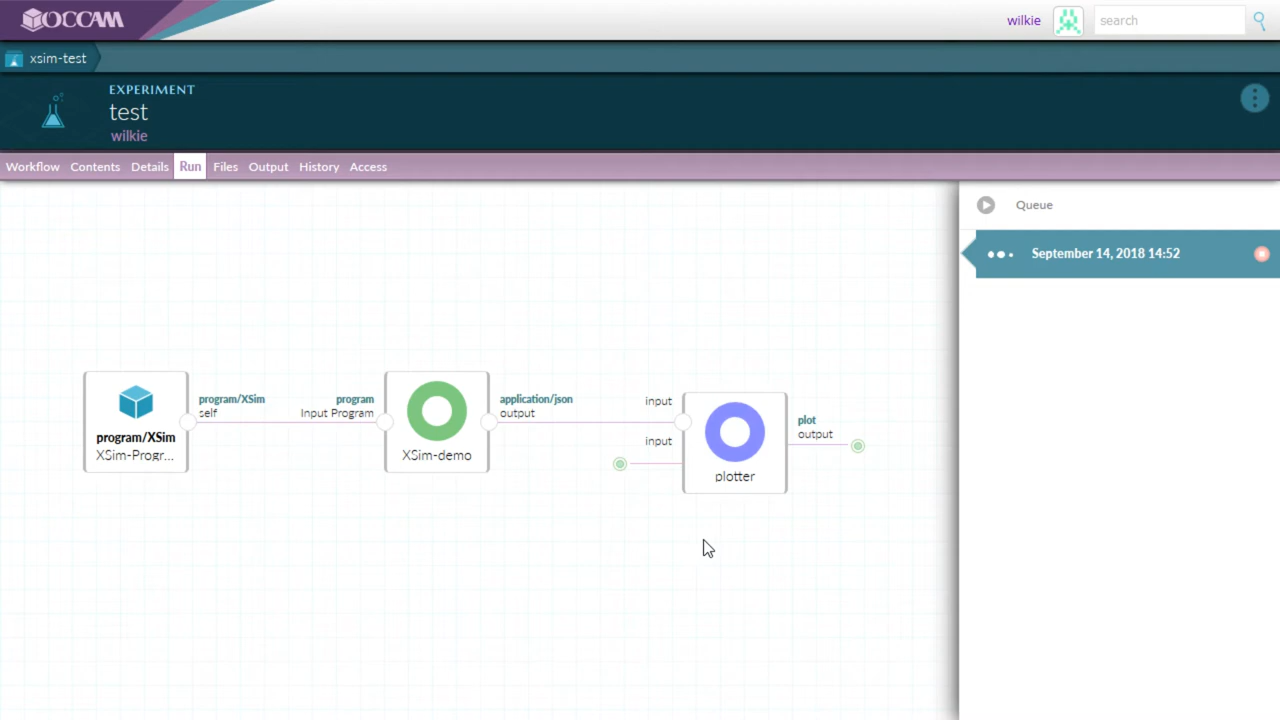 OCCAM
wilkie
search
xsim-test
EXPERIMENT
test
wilkie
Workflow Contents Details Run Files Output History Access
Queue
September 14, 2018 14:52
program/XSim
XSim-Progr...
program/XSim
self
program
Input Program
XSim-demo
application/json
output
input
input
plotter
plot
output